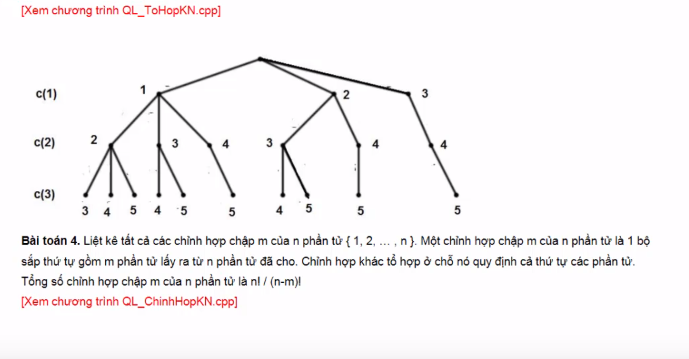 [Xem chương trình QL_ToHopKN.cpp]
c(1) 1 2 3
c(2) 2 3 4 3 4 4
c(3)
3 4 5 4 5 5 4 5 5 5
Bài toán 4. Liệt kê tất cả các chỉnh hợp chập m của n phần tử { 1, 2, ... , n }. Một chỉnh hợp chập m của n phần tử là 1 bộ
sắp thứ tự gồm m phần tử lấy ra từ n phần tử đã cho. Chỉnh hợp khác tổ hợp ở chỗ nó quy định cả thứ tự các phần tử.
Tổng số chỉnh hợp chập m của n phần tử là n! / (n-m)!
[Xem chương trình QL_ChinhHopKN.cpp]